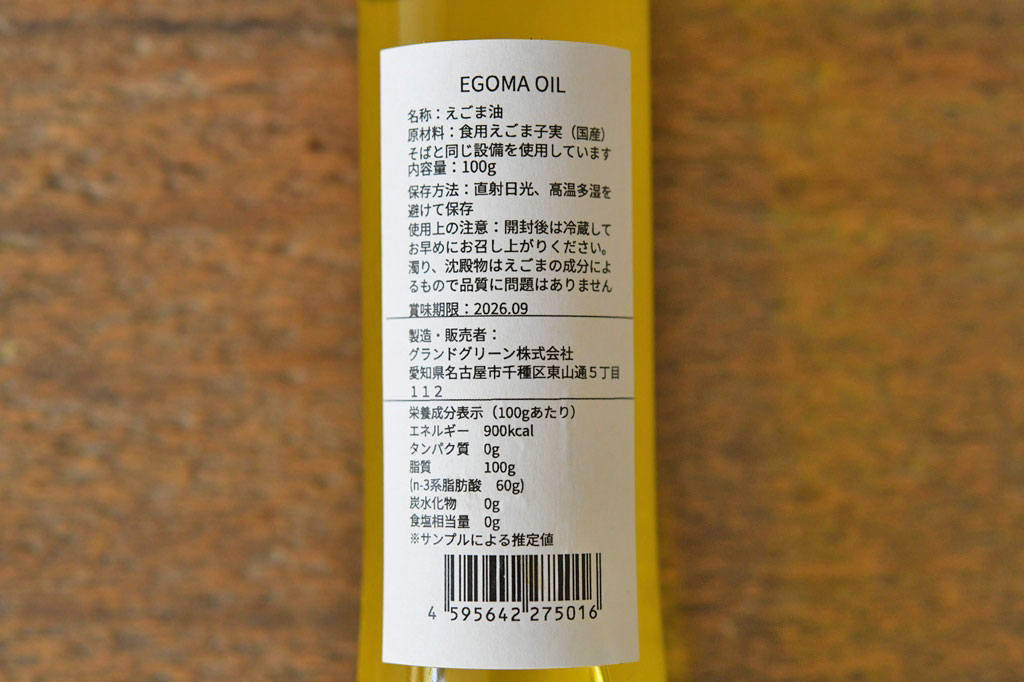 EGOMA OIL
名称：えごま油
原材料：食用えごま子実（国産）
そばと同じ設備を使用しています
内容量：100g
保存方法：直射日光、高温多湿を
避けて保存
使用上の注意：開封後は冷蔵して
お早めにお召し上がりください。
濁り、沈殿物はえごまの成分によ
るもので品質に問題はありません
賞味期限：2026.09
製造・販売者：
グランドグリーン株式会社
愛知県名古屋市千種区東山通５丁目
１１２
栄養成分表示（100gあたり）
エネルギー 900kcal
タンパク質 0g
脂質 100g
(n-3系脂肪酸 60g)
炭水化物 0g
食塩相当量 0g
※サンプルによる推定値
4 595642 275016